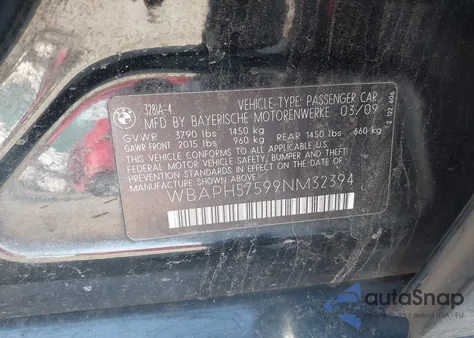 BMW
328iA-4
VEHICLE TYPE: PASSENGER CAR
MFD BY BAYERISCHE MOTORENWERKE 03/09
GVWR 3790 lbs 1450 kg
GAWR FRONT 2015 lbs 960 kg REAR 1450 lbs 660 kg
THIS VEHICLE CONFORMS TO ALL APPLICABLE
FEDERAL MOTOR VEHICLE SAFETY, BUMPER AND THEFT
PREVENTION STANDARDS IN EFFECT ON THE DATE OF
MANUFACTURE
WBAPH57599NM32394
autoSnap